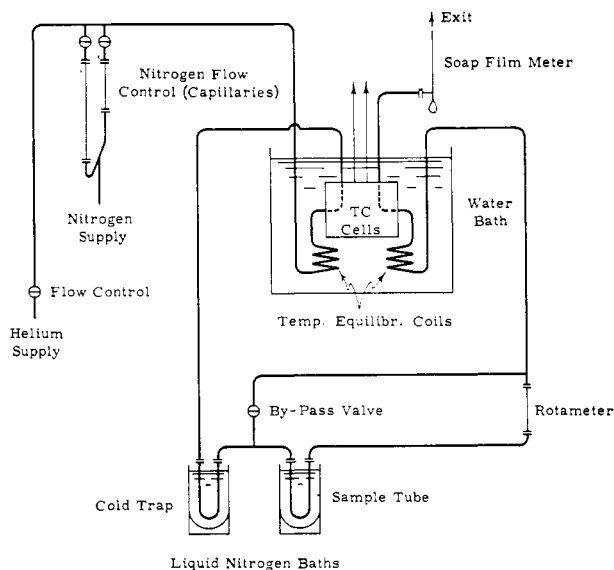 Exit
Soap Film Meter
Nitrogen Flow
Control (Capillaries)
Nitrogen
Supply
TC
Cells
Water
Bath
Flow Control
Helium
Supply
Temp. Equilibr. Coils
By-Pass Valve
Rotameter
Cold Trap
Sample Tube
Liquid Nitrogen Baths